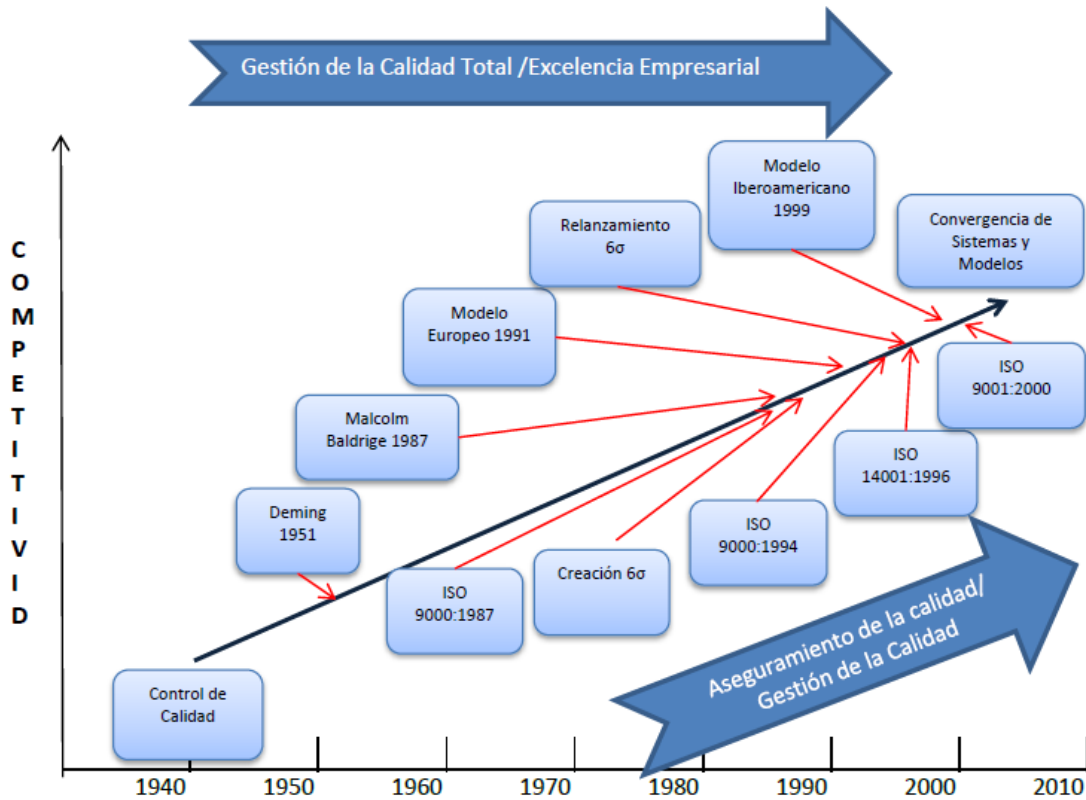 Gestión de la Calidad Total /Excelencia Empresarial
Modelo
Iberoamericano
1999
Relanzamiento
6σ
Convergencia de
Sistemas y
Modelos
Modelo
Europeo 1991
ISO
9001:2000
Malcolm
Baldrige 1987
ISO
14001:1996
Deming
1951
ISO
9000:1994
Creación 6σ
ISO
9000:1987
Aseguramiento de la calidad/
Gestión de la Calidad
Control de
Calidad
C
O
M
P
E
T
I
T
I
V
I
D
1940 1950 1960 1970 1980 1990 2000 2010